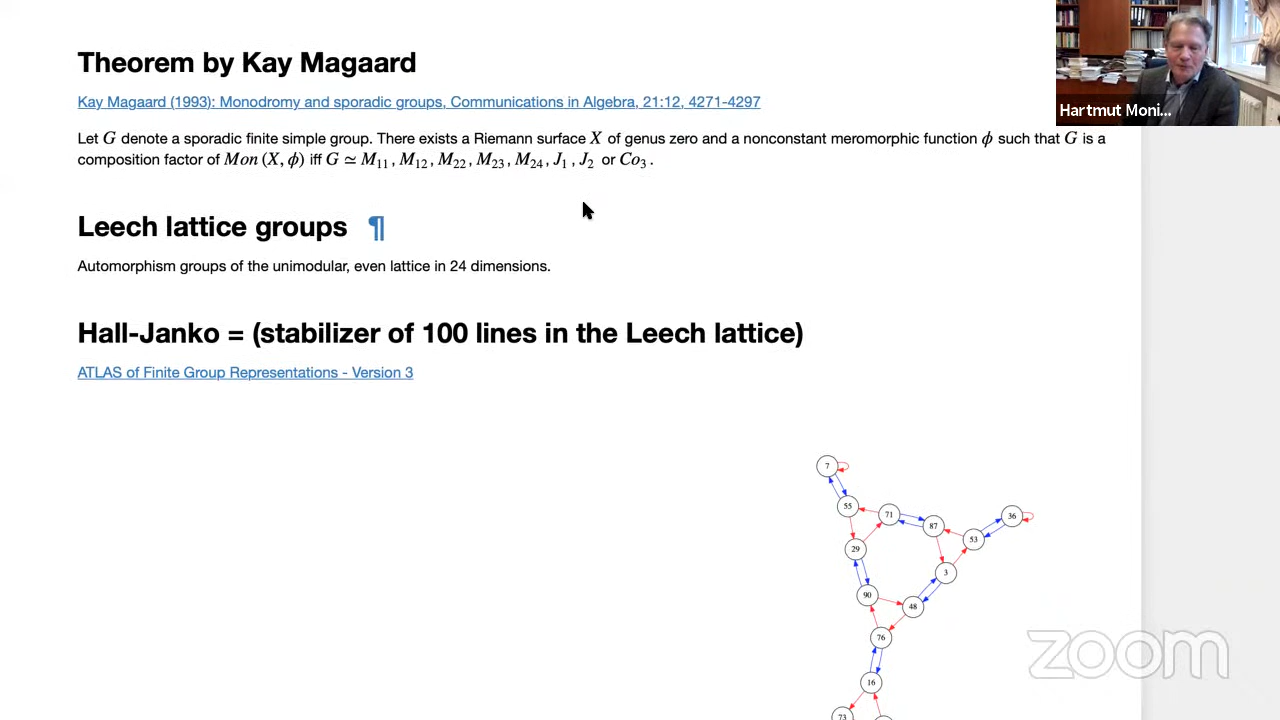 Theorem by Kay Magaard
Kay Magaard (1993): Monodromy and sporadic groups, Communications in Algebra, 21:12, 4271-4297
Let G denote a sporadic finite simple group. There exists a Riemann surface X of genus zero and a nonconstant meromorphic function ϕ such that G is a
composition factor of Mon (X, ϕ) iff G ≃ M₁₁, M₁₂, M₂₂, M₂₃, M₂₄, J₁, J₂ or Co₃.
Leech lattice groups ¶
Automorphism groups of the unimodular, even lattice in 24 dimensions.
Hall-Janko = (stabilizer of 100 lines in the Leech lattice)
ATLAS of Finite Group Representations - Version 3
Hartmut Moni...
7
55
71
87
36
53
29
3
90
48
76
16
73
zoom